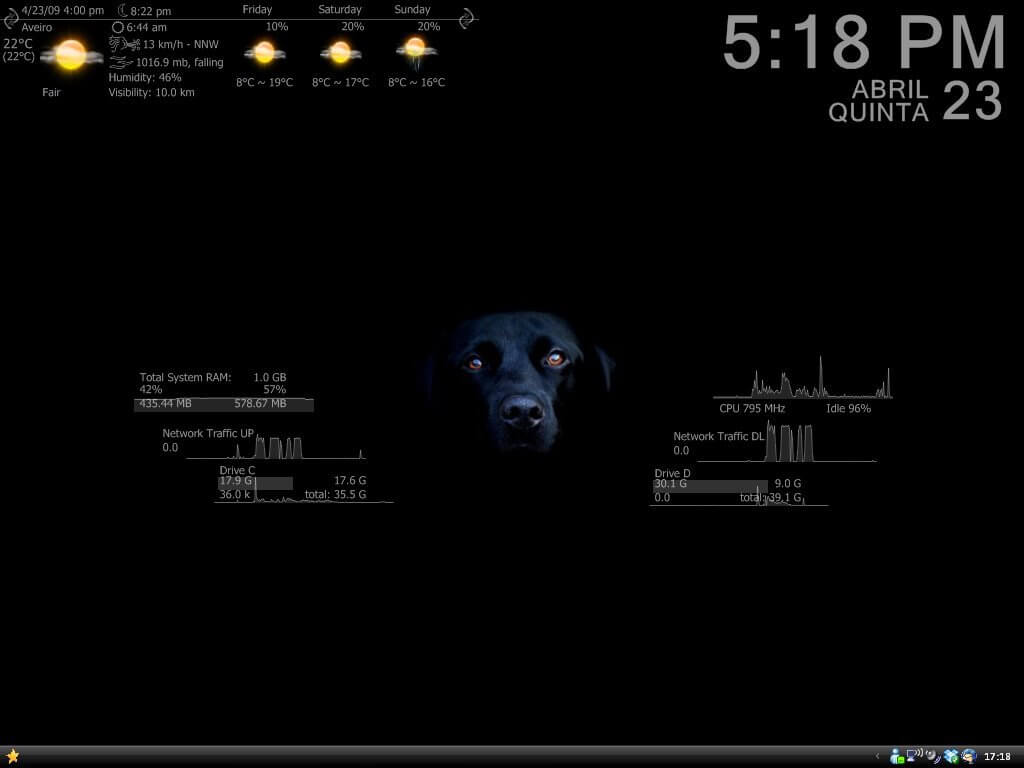 4/23/09 4:00 pm 8:22 pm Friday Saturday Sunday
Aveiro 6:44 am 10% 20% 20%
22°C 13 km/h - NNW
(22°C) 1016.9 mb, falling
Humidity: 46% 8°C ~ 19°C 8°C ~ 17°C 8°C ~ 16°C
Fair Visibility: 10.0 km
5:18 PM
ABRIL
QUINTA 23
Total System RAM: 1.0 GB
42% 57%
435.44 MB 578.67 MB
Network Traffic UP
0.0
Drive C
17.9 G 17.6 G
36.0 k total: 35.5 G
CPU 795 MHz Idle 96%
Network Traffic DL
0.0
Drive D
30.1 G 9.0 G
0.0 total: 39.1 G
17:18